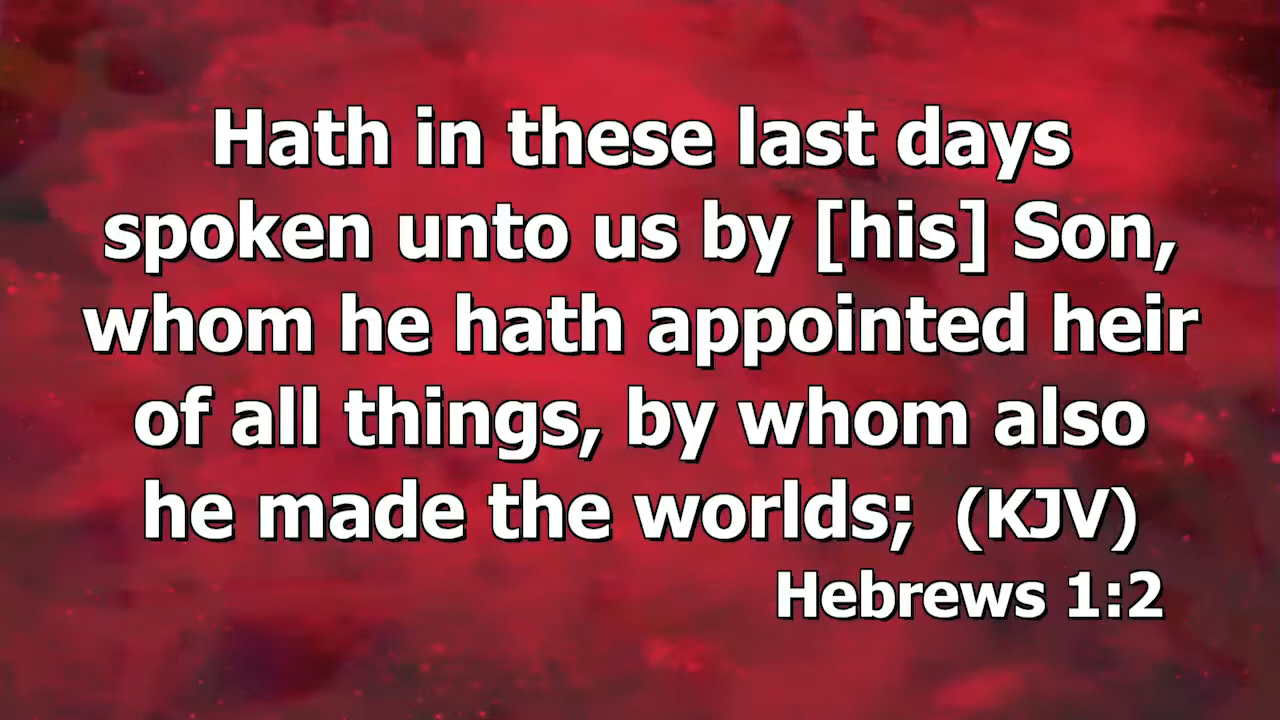 Hath in these last days
spoken unto us by [his] Son,
whom he hath appointed heir
of all things, by whom also
he made the worlds; (KJV)
Hebrews 1:2